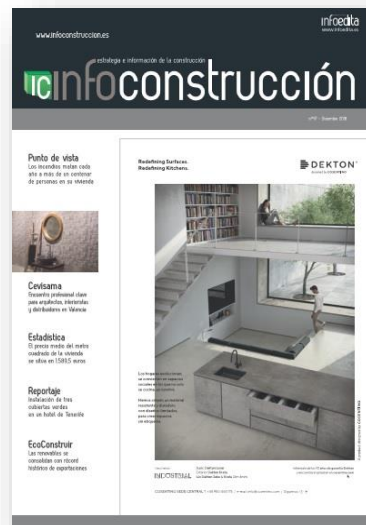 infoedita
www.infoedita.es
www.infoconstruccion.es
estrategia e información de la construcción
ic infoconstrucción
Punto de vista
Los incendios matan cada
año a más de un centenar
de personas en su vivienda
Cevisama
Encuentro profesional clave
para arquitectos, interioristas
y distribuidores en Valencia
Estadística
El precio medio del metro
cuadrado de la vivienda
se sitúa en 1.589,5 euros
Reportaje
Instalación de tres
cubiertas verdes
en un hotel de Tenerife
EcoConstruir
Las renovables se
consolidan con récord
histórico de exportaciones
Redefining Surfaces.
Redefining Kitchens.
DEKTON
INDUSTRIAL